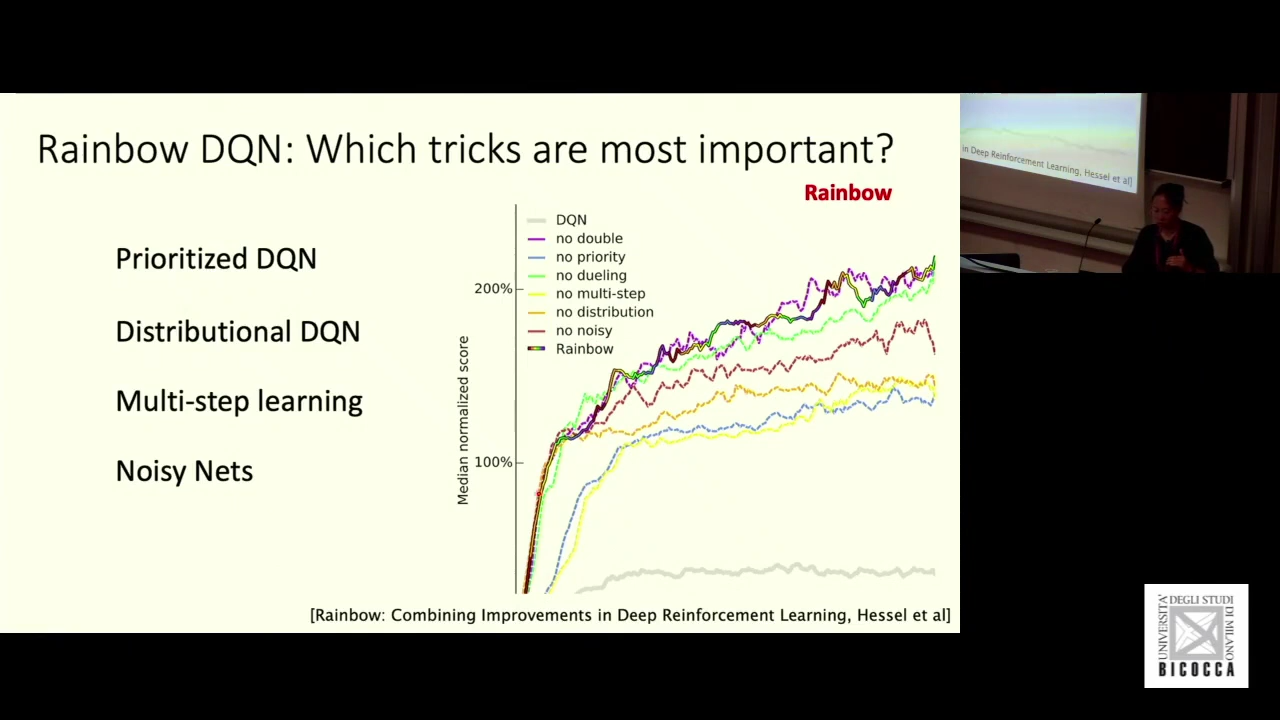 Rainbow DQN: Which tricks are most important?
Rainbow
Prioritized DQN
Distributional DQN
Multi-step learning
Noisy Nets
DQN
no double
no priority
no dueling
no multi-step
no distribution
no noisy
Rainbow
200%
100%
Median normalized score
[Rainbow: Combining Improvements in Deep Reinforcement Learning, Hessel et al]
in Deep Reinforcement Learning, Hessel et al]
UNIVERSITA'
DEGLI STUDI
DI MILANO
BICOCCA